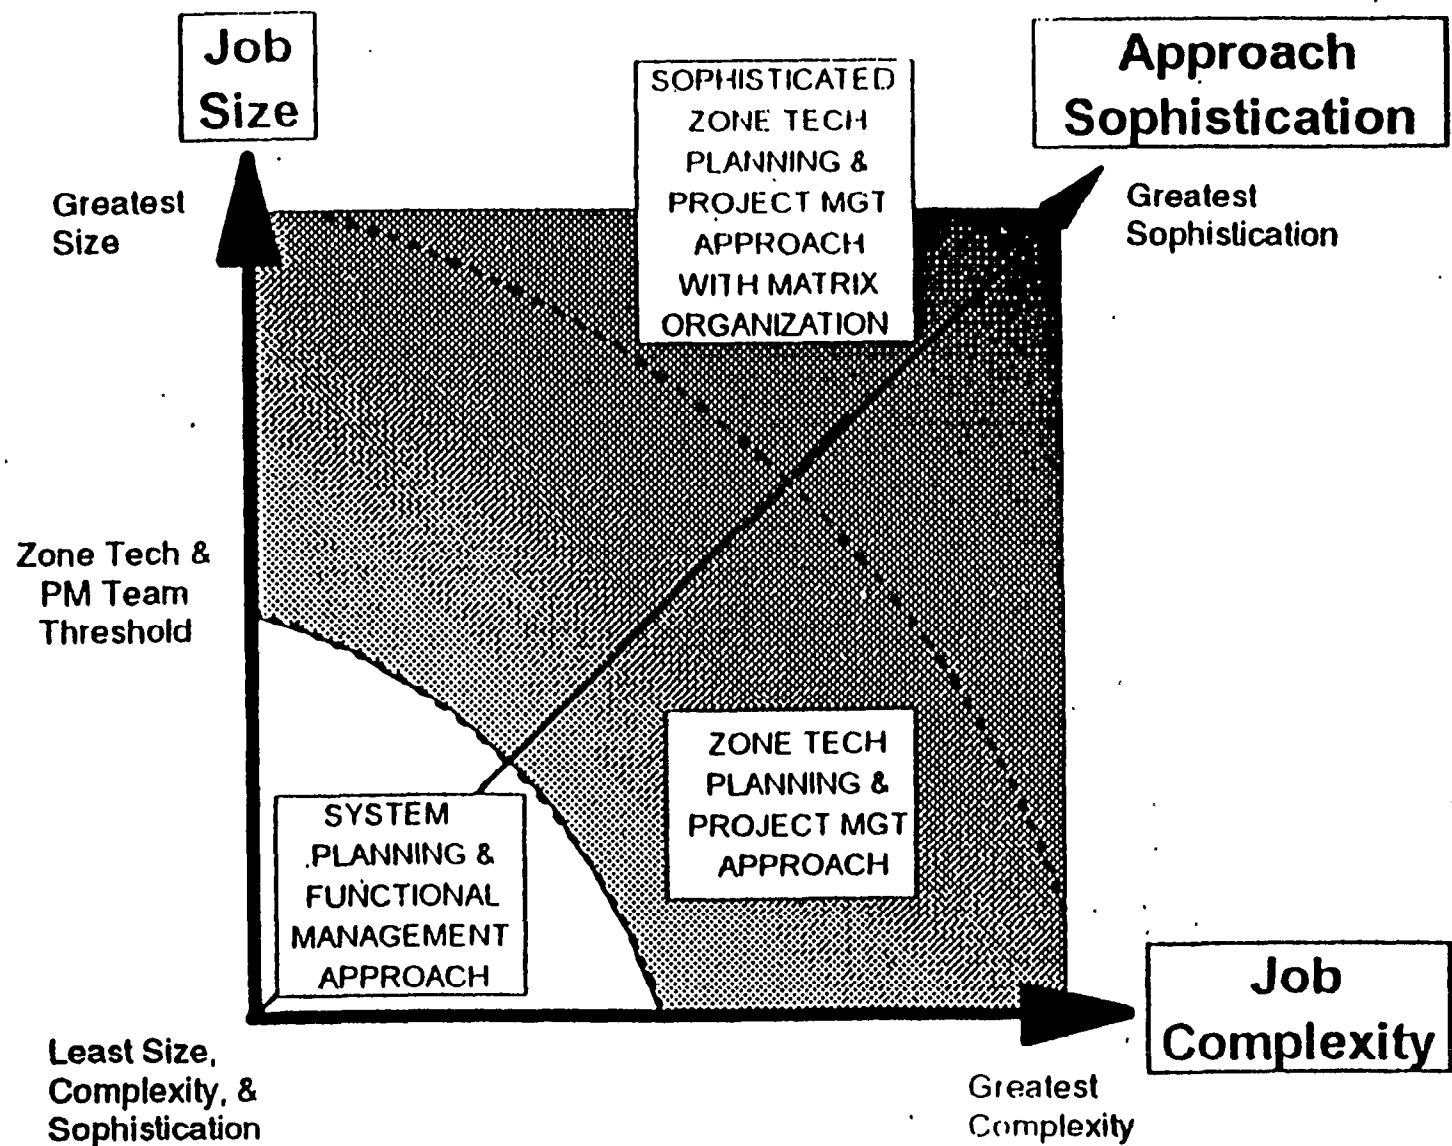 Job
Size
Approach
Sophistication
SOPHISTICATED
ZONE TECH
PLANNING &
PROJECT MGT
APPROACH
WITH MATRIX
ORGANIZATION
Greatest
Size
Greatest
Sophistication
Zone Tech &
PM Team
Threshold
ZONE TECH
PLANNING &
PROJECT MGT
APPROACH
SYSTEM
PLANNING &
FUNCTIONAL
MANAGEMENT
APPROACH
Job
Complexity
Least Size,
Complexity, &
Sophistication
Greatest
Complexity